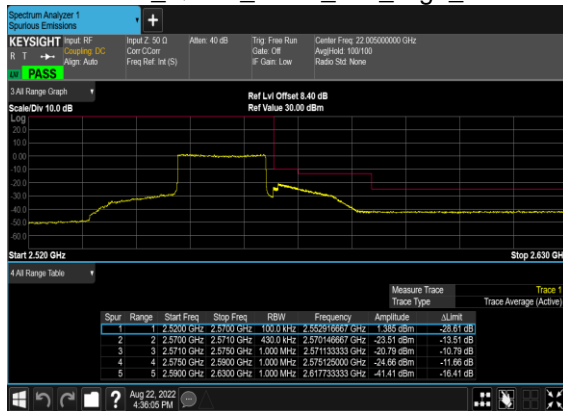 Spectrum Analyzer 1
Spurious Emissions
+
KEYSIGHT
R T
PASS
Input: RF
Coupling: DC
Align: Auto
Input Z: 50 Ω
Corr CCorr
Freq Ref: Int (S)
Atten: 40 dB
Trig: Free Run
Gate: Off
IF Gain: Low
Center Freq: 22.005000000 GHz
Avg|Hold: 100/100
Radio Std: None
3 All Range Graph
Scale/Div 10.0 dB
Ref Lvl Offset 8.40 dB
Ref Value 30.00 dBm
Log
20.0
10.0
0.00
-10.0
-20.0
-30.0
-40.0
-50.0
-60.0
Start 2.520 GHz
Stop 2.630 GH
4 All Range Table
Measure Trace Trace 1
Trace Type Trace Average (Active)
Spur Range Start Freq Stop Freq RBW Frequency Amplitude ΔLimit
1 1 2.5200 GHz 2.5700 GHz 100.0 kHz 2.552916667 GHz 1.385 dBm -28.61 dB
2 2 2.5700 GHz 2.5710 GHz 430.0 kHz 2.570146667 GHz -23.51 dBm -13.51 dB
3 3 2.5710 GHz 2.5750 GHz 1.000 MHz 2.571133333 GHz -20.79 dBm -10.79 dB
4 4 2.5750 GHz 2.5900 GHz 1.000 MHz 2.575125000 GHz -24.66 dBm -11.66 dB
5 5 2.5900 GHz 2.6300 GHz 1.000 MHz 2.617733333 GHz -41.41 dBm -16.41 dB
?
Aug 22, 2022
4:36:05 PM